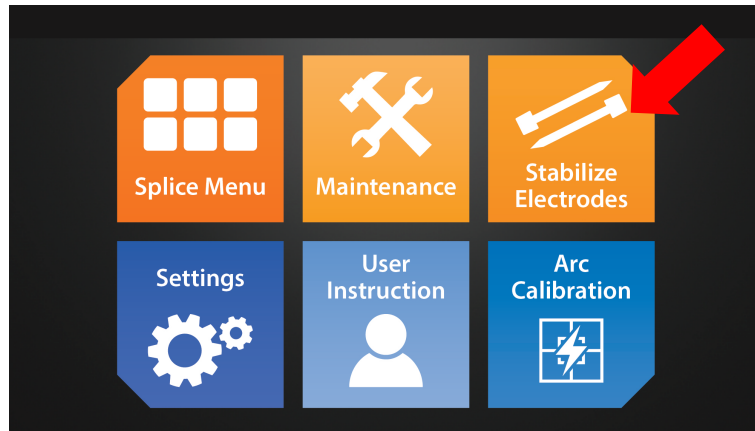 Splice Menu
Maintenance
Stabilize
Electrodes
Settings
User
Instruction
Arc
Calibration